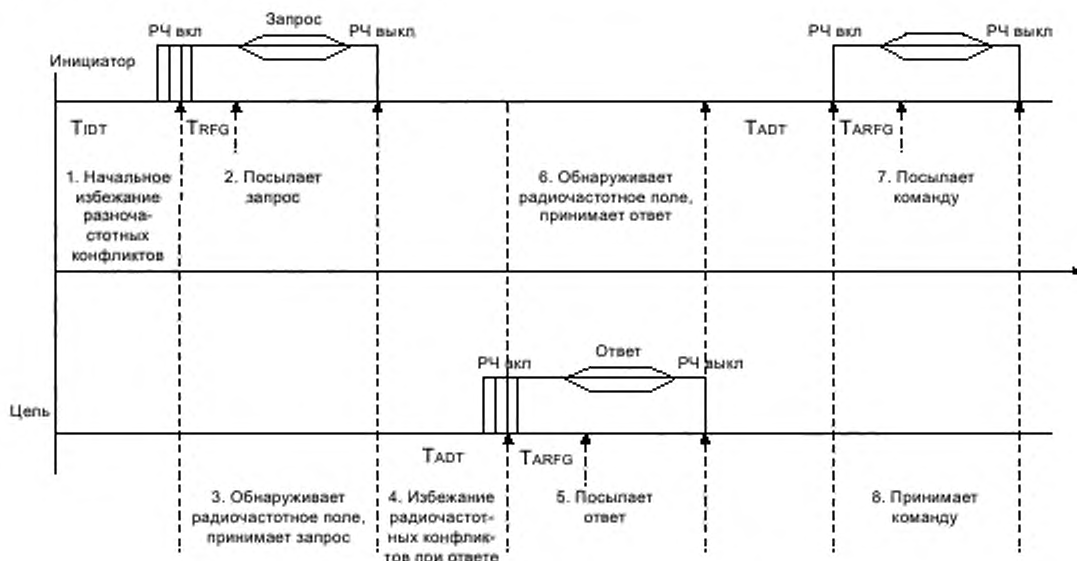 Запрос
РЧ вкл
РЧ выкл
РЧ вкл
РЧ выкл
Инициатор
TIDT
TRFG
TADT
TARFG
1. Начальное
избежание
разноча-
стотных
конфликтов
2. Посылает
запрос
6. Обнаруживает
радиочастотное поле,
принимает ответ
7. Посылает
команду
Ответ
РЧ вкл
РЧ выкл
Цель
TADT
TARFG
3. Обнаруживает
радиочастотное поле,
принимает запрос
4. Избежание
радиочастот-
ных конфлик-
тов при ответе
5. Посылает
ответ
8. Принимает
команду